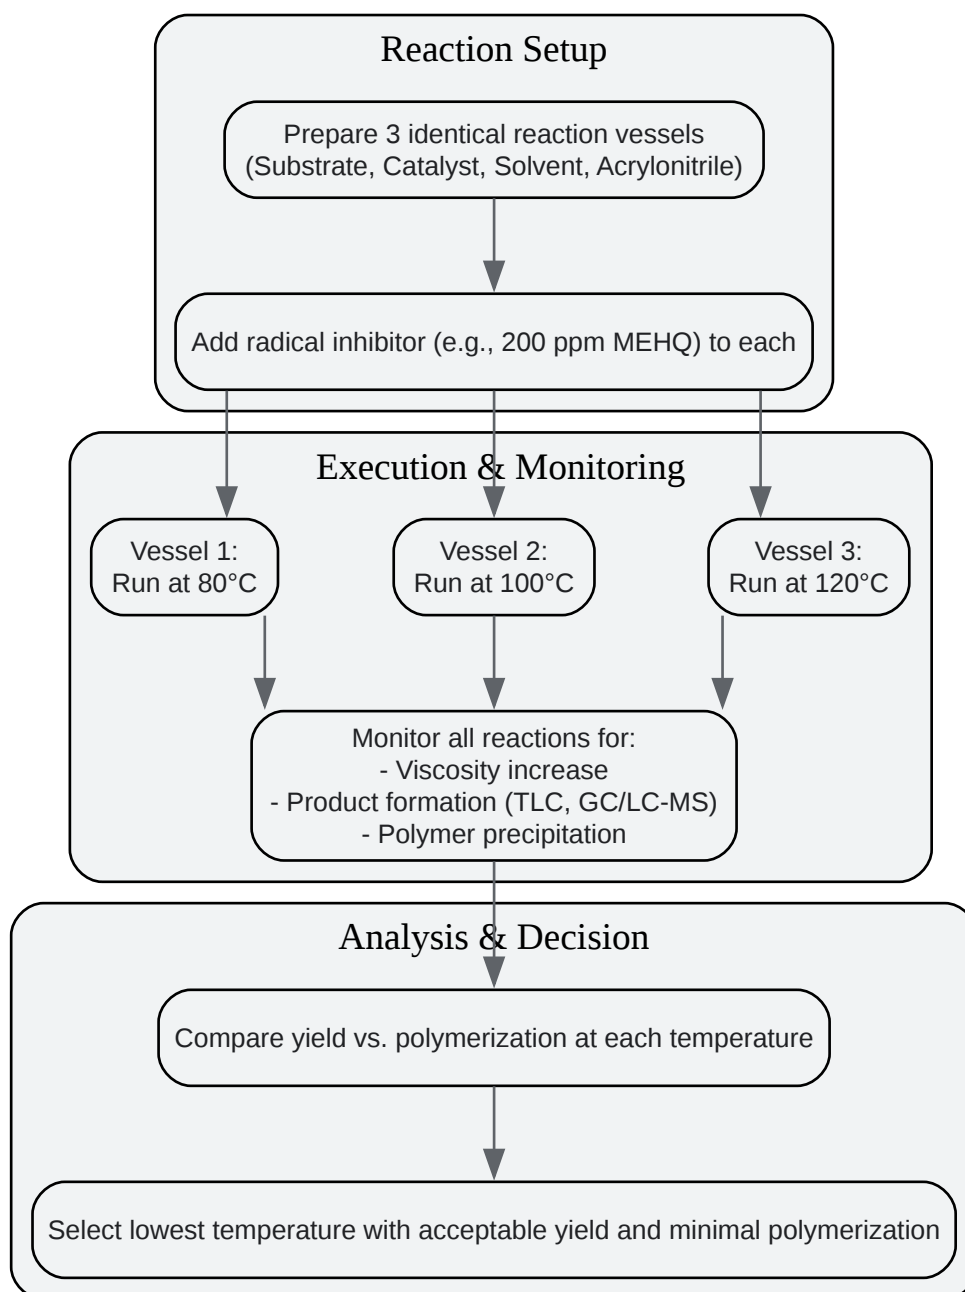 Reaction Setup
Prepare 3 identical reaction vessels
(Substrate, Catalyst, Solvent, Acrylonitrile)
Add radical inhibitor (e.g., 200 ppm MEHQ) to each
Execution & Monitoring
Vessel 1:
Run at 80°C
Vessel 2:
Run at 100°C
Vessel 3:
Run at 120°C
Monitor all reactions for:
- Viscosity increase
- Product formation (TLC, GC/LC-MS)
- Polymer precipitation
Analysis & Decision
Compare yield vs. polymerization at each temperature
Select lowest temperature with acceptable yield and minimal polymerization